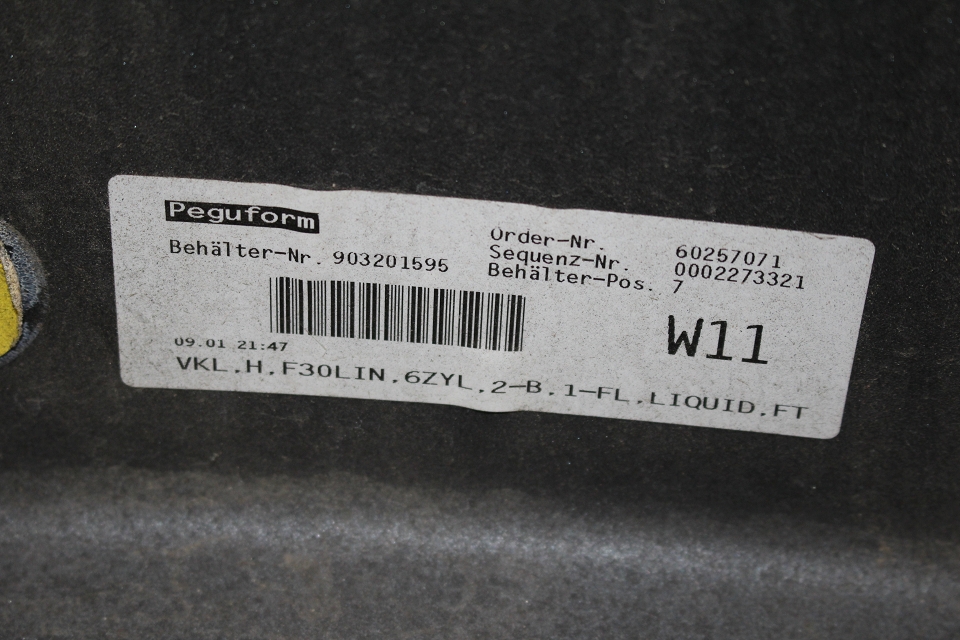 Peguform
Behälter-Nr. 903201595
Order-Nr. 60257071
Sequenz-Nr. 0002273321
Behälter-Pos. 7
W11
09.01 21:47
VKL.H.F30LIN.6ZYL.2-B.1-FL.LIQUID.FT